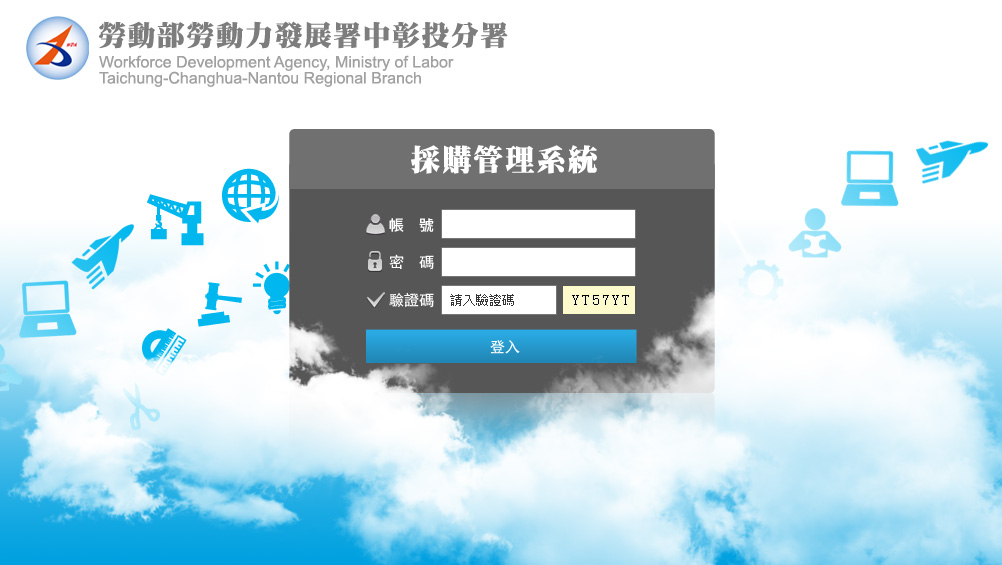 勞動部勞動力發展署中彰投分署
Workforce Development Agency, Ministry of Labor
Taichung-Changhua-Nantou Regional Branch
採購管理系統
帳 號
密 碼
驗證碼 請入驗證碼 YT57YT
登入